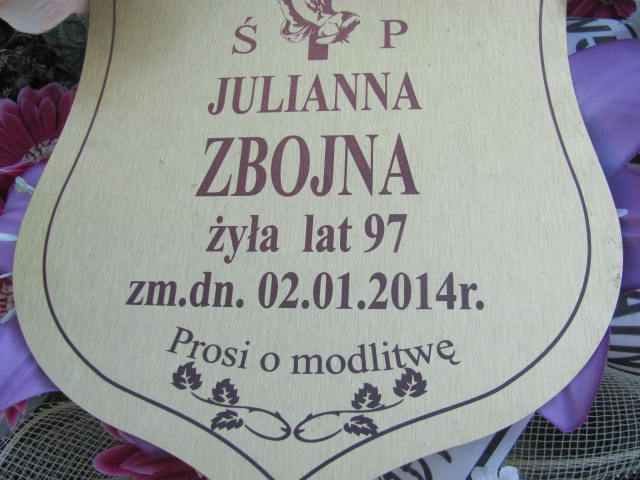 Ś P
JULIANNA
ZBOJNA
żyła lat 97
zm.dn. 02.01.2014r.
Prosi o modlitwę